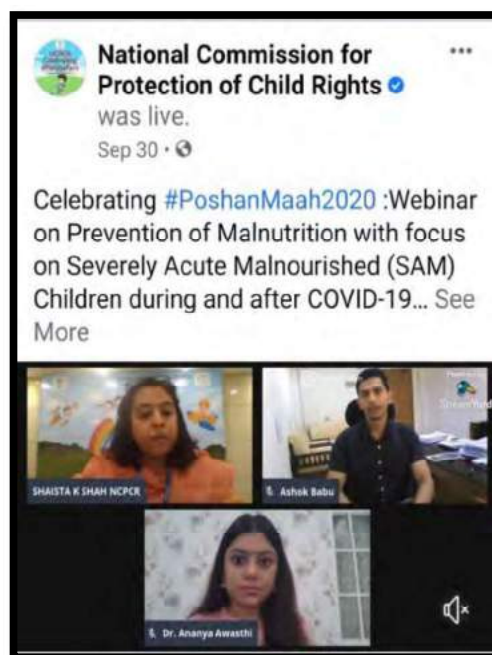 National Commission for
Protection of Child Rights
was live.
Sep 30
Celebrating #PoshanMaah2020 :Webinar
on Prevention of Malnutrition with focus
on Severely Acute Malnourished (SAM)
Children during and after COVID-19... See
More
StreamYard
SHAISTA K SHAH NCPCR
Ashok Babu
Dr. Ananya Awasthi